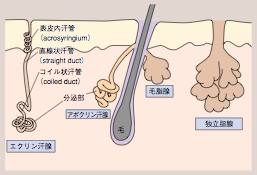 表皮内汗管
(acrosyringium)
直線状汗管
(straight duct)
コイル状汗管
(coiled duct)
分泌部
毛脂腺
アポクリン汗腺
独立脂腺
毛
エクリン汗腺